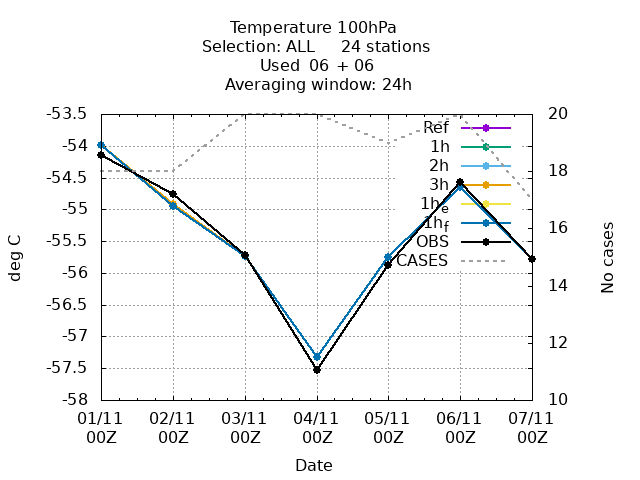 Temperature 100hPa
Selection: ALL     24 stations
Used  06 + 06
Averaging window: 24h
-53.5
-54
-54.5
-55
-55.5
-56
-56.5
-57
-57.5
-58
deg C
20
18
16
14
12
10
No cases
Ref
1h
2h
3h
1h_e
1h_f
OBS
CASES
01/11 02/11 03/11 04/11 05/11 06/11 07/11
00Z 00Z 00Z 00Z 00Z 00Z 00Z
Date